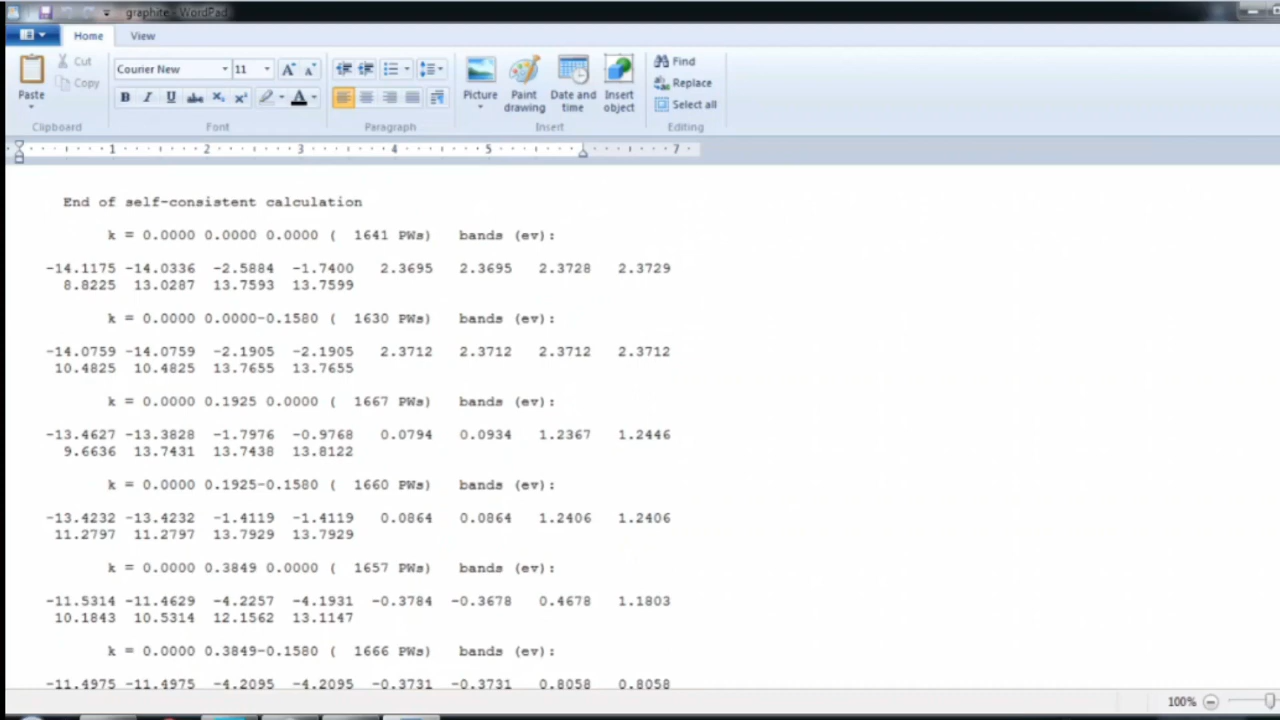 graphite - WordPad
Home View
Paste
Cut
Copy
Clipboard
Courier New 11
B I U abc X₂ X² A
Font
Paragraph
Picture
Paint drawing
Date and time
Insert object
Insert
Find
Replace
Select all
Editing
1 2 3 4 5 7
End of self-consistent calculation
k = 0.0000 0.0000 0.0000 ( 1641 PWs) bands (ev):
-14.1175 -14.0336 -2.5884 -1.7400 2.3695 2.3695 2.3728 2.3729
8.8225 13.0287 13.7593 13.7599
k = 0.0000 0.0000-0.1580 ( 1630 PWs) bands (ev):
-14.0759 -14.0759 -2.1905 -2.1905 2.3712 2.3712 2.3712 2.3712
10.4825 10.4825 13.7655 13.7655
k = 0.0000 0.1925 0.0000 ( 1667 PWs) bands (ev):
-13.4627 -13.3828 -1.7976 -0.9768 0.0794 0.0934 1.2367 1.2446
9.6636 13.7431 13.7438 13.8122
k = 0.0000 0.1925-0.1580 ( 1660 PWs) bands (ev):
-13.4232 -13.4232 -1.4119 -1.4119 0.0864 0.0864 1.2406 1.2406
11.2797 11.2797 13.7929 13.7929
k = 0.0000 0.3849 0.0000 ( 1657 PWs) bands (ev):
-11.5314 -11.4629 -4.2257 -4.1931 -0.3784 -0.3678 0.4678 1.1803
10.1843 10.5314 12.1562 13.1147
k = 0.0000 0.3849-0.1580 ( 1666 PWs) bands (ev):
-11.4975 -11.4975 -4.2095 -4.2095 -0.3731 -0.3731 0.8058 0.8058
100%